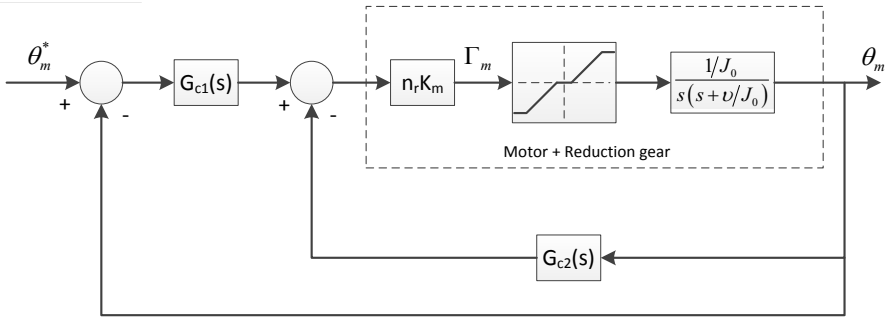 θ*m
Gc1(s)
nrKm
Γm
1/J0
s(s+υ/J0)
θm
+
-
+
-
Motor + Reduction gear
Gc2(s)